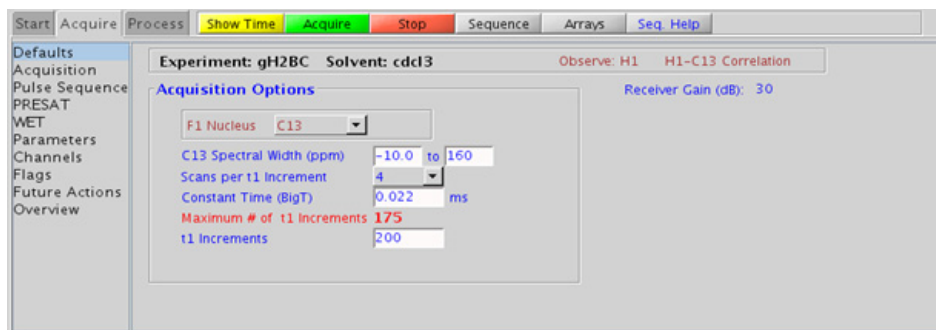 Start Acquire Process Show Time Acquire Stop Sequence Arrays Seq. Help
Defaults
Acquisition
Pulse Sequence
PRESAT
WET
Parameters
Channels
Flags
Future Actions
Overview
Experiment: gH2BC Solvent: cdcl3 Observe: H1 H1-C13 Correlation
Acquisition Options Receiver Gain (dB): 30
F1 Nucleus C13
C13 Spectral Width (ppm) -10.0 to 160
Scans per t1 Increment 4
Constant Time (BigT) 0.022 ms
Maximum # of t1 Increments 175
t1 Increments 200